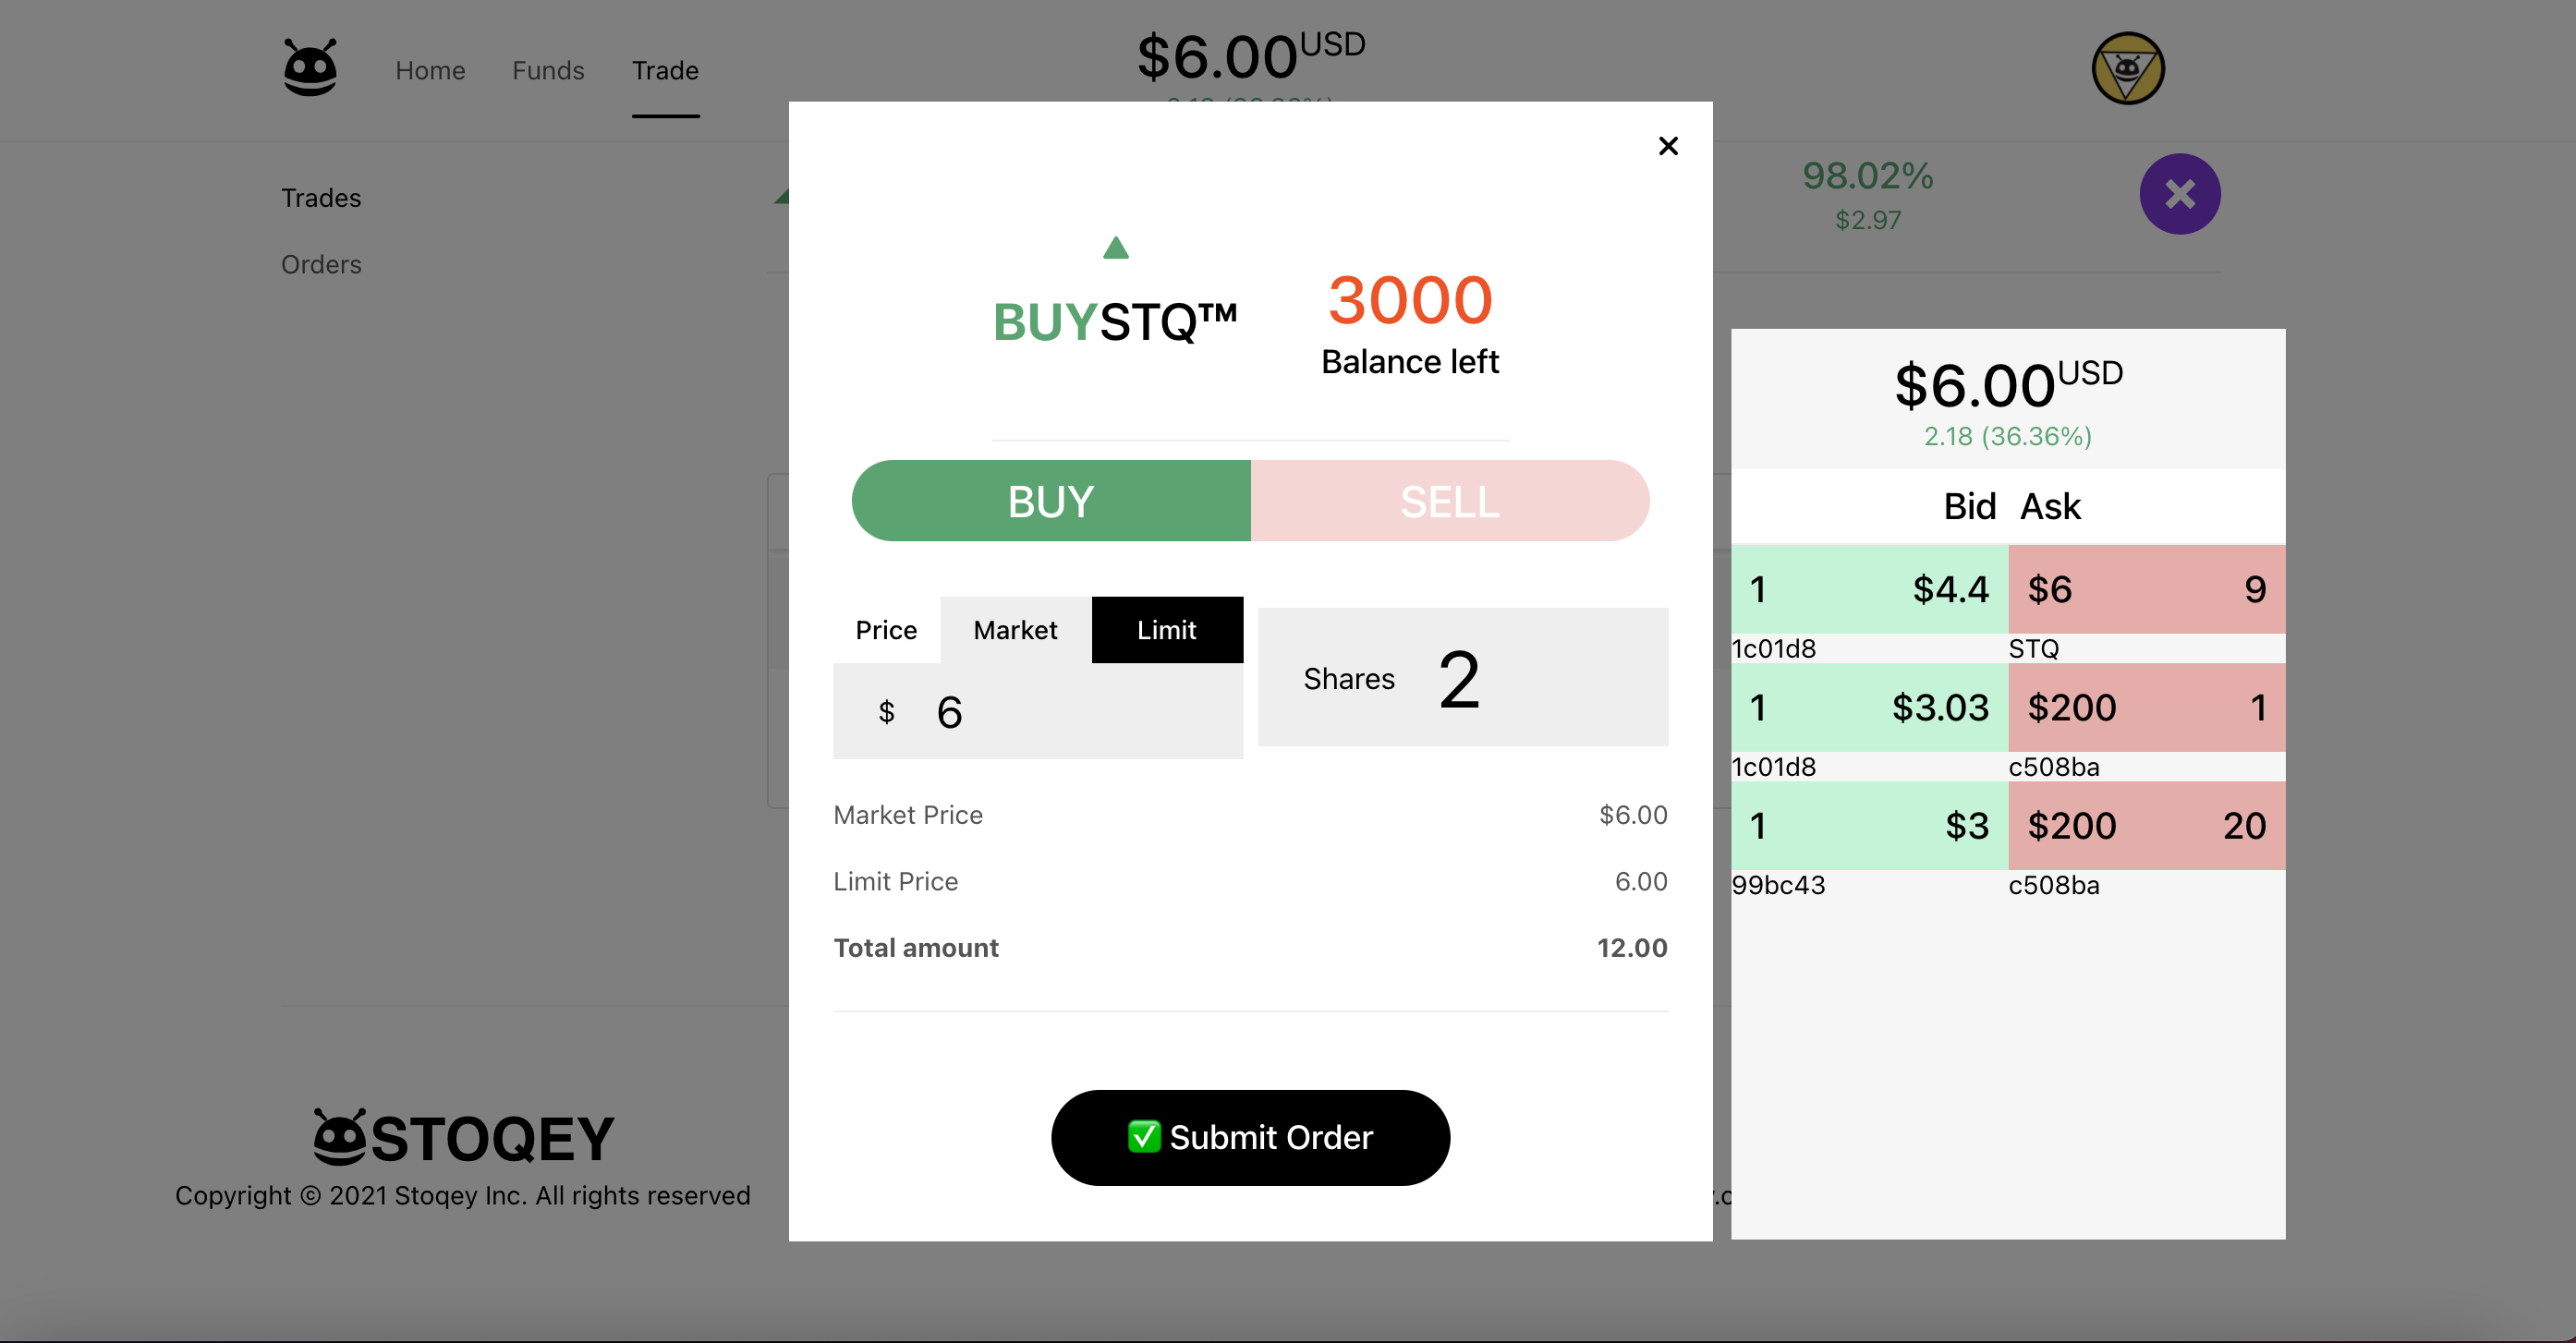 Home Funds Trade
$6.00USD
Trades
Orders
98.02%
$2.97
BUYSTQ™
3000
Balance left
BUY SELL
Price Market Limit
$ 6
Shares 2
Market Price $6.00
Limit Price 6.00
Total amount 12.00
✅ Submit Order
$6.00USD
2.18 (36.36%)
Bid Ask
1 $4.4 $6 9
1c01d8 STQ
1 $3.03 $200 1
1c01d8 c508ba
1 $3 $200 20
99bc43 c508ba
STOQEY
Copyright © 2021 Stoqey Inc. All rights reserved